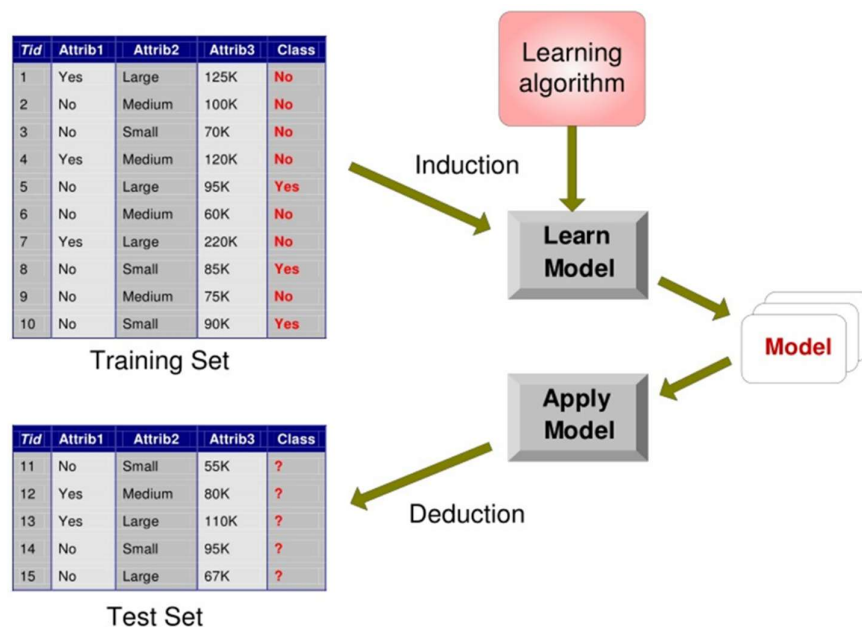 Tid Attrib1 Attrib2 Attrib3 Class
1 Yes Large 125K No
2 No Medium 100K No
3 No Small 70K No
4 Yes Medium 120K No
5 No Large 95K Yes
6 No Medium 60K No
7 Yes Large 220K No
8 No Small 85K Yes
9 No Medium 75K No
10 No Small 90K Yes
Training Set
Learning
algorithm
Induction
Learn
Model
Model
Apply
Model
Deduction
Tid Attrib1 Attrib2 Attrib3 Class
11 No Small 55K ?
12 Yes Medium 80K ?
13 Yes Large 110K ?
14 No Small 95K ?
15 No Large 67K ?
Test Set